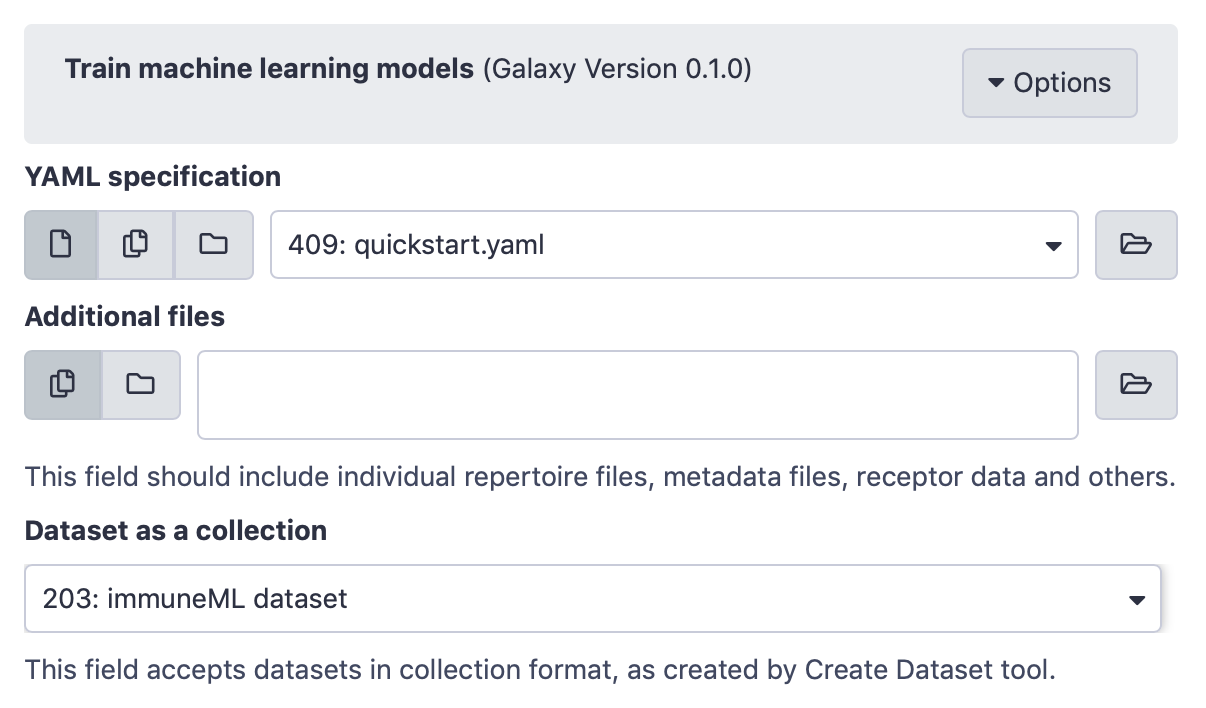 Train machine learning models (Galaxy Version 0.1.0)
Options
YAML specification
409: quickstart.yaml
Additional files
This field should include individual repertoire files, metadata files, receptor data and others.
Dataset as a collection
203: immuneML dataset
This field accepts datasets in collection format, as created by Create Dataset tool.